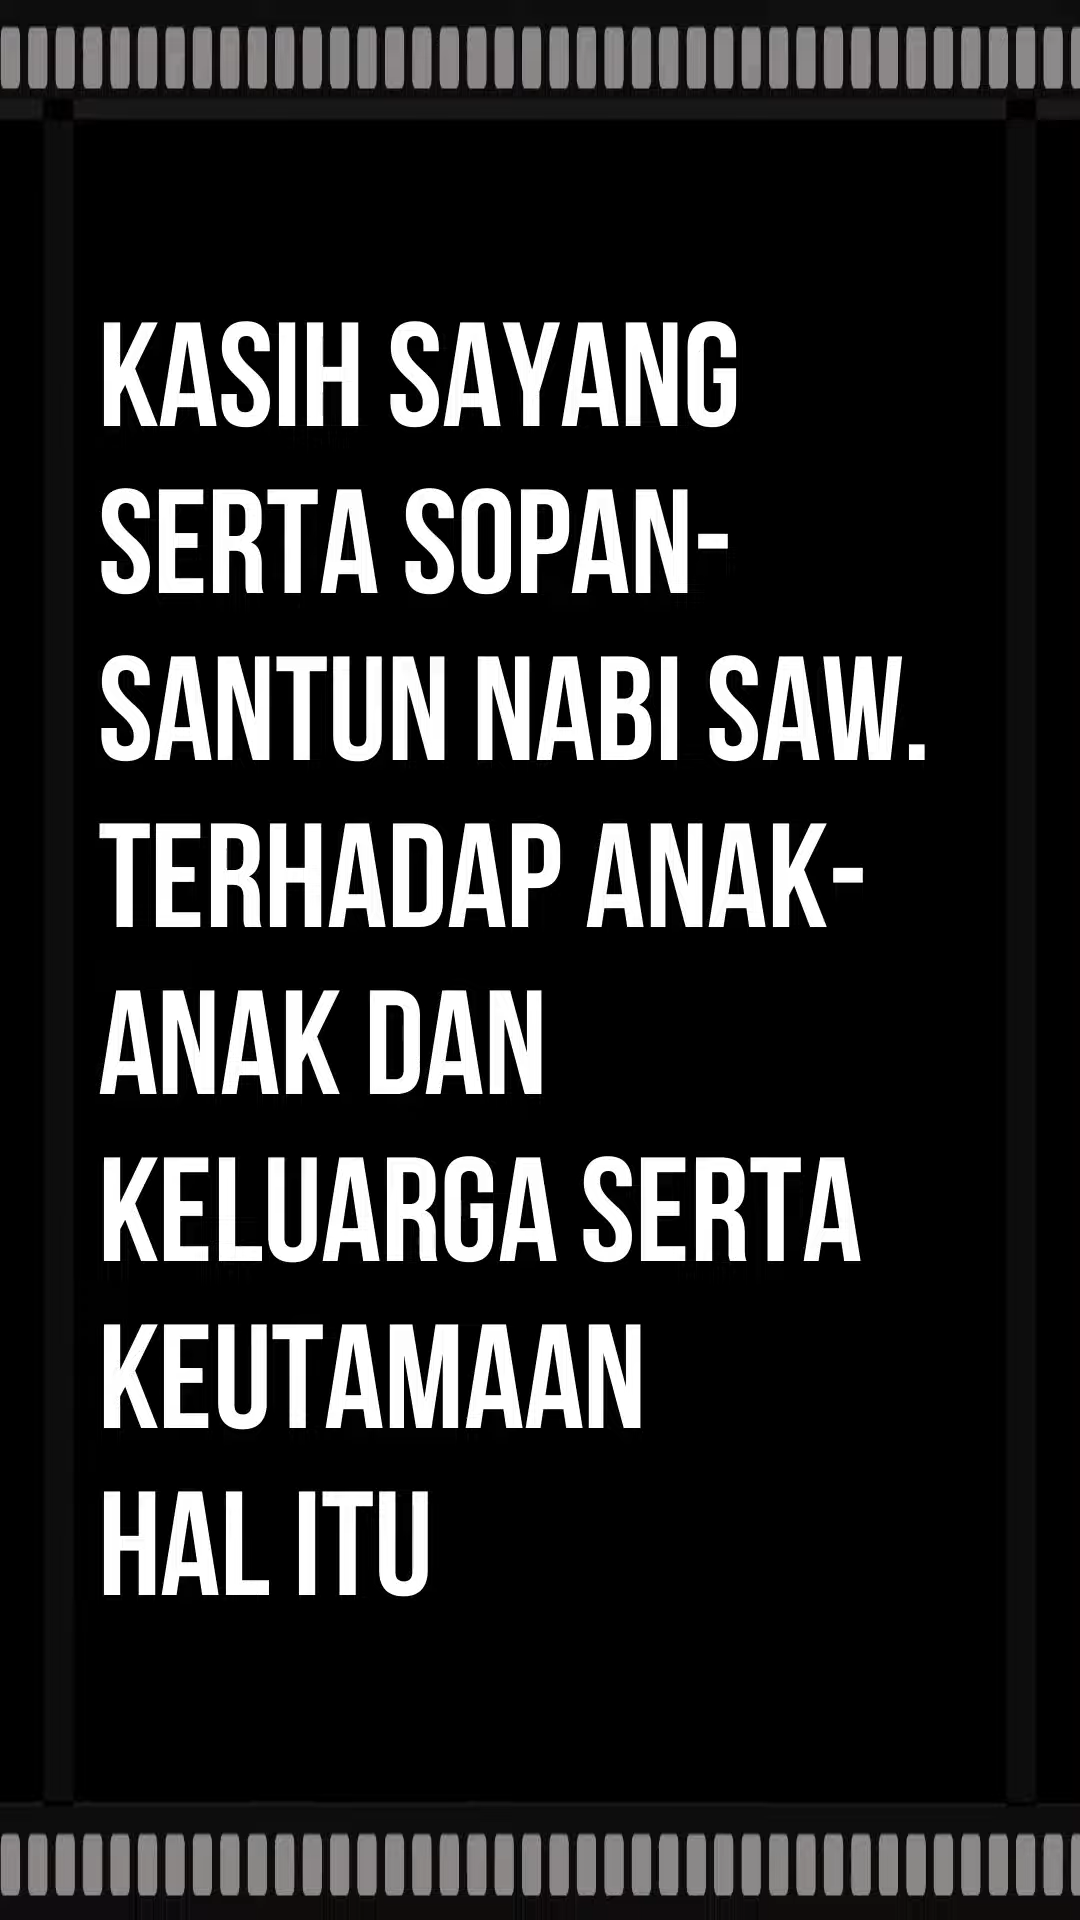 KASIH SAYANG
SERTA SOPAN-
SANTUN NABI SAW.
TERHADAP ANAK-
ANAK DAN
KELUARGA SERTA
KEUTAMAAN
HAL ITU